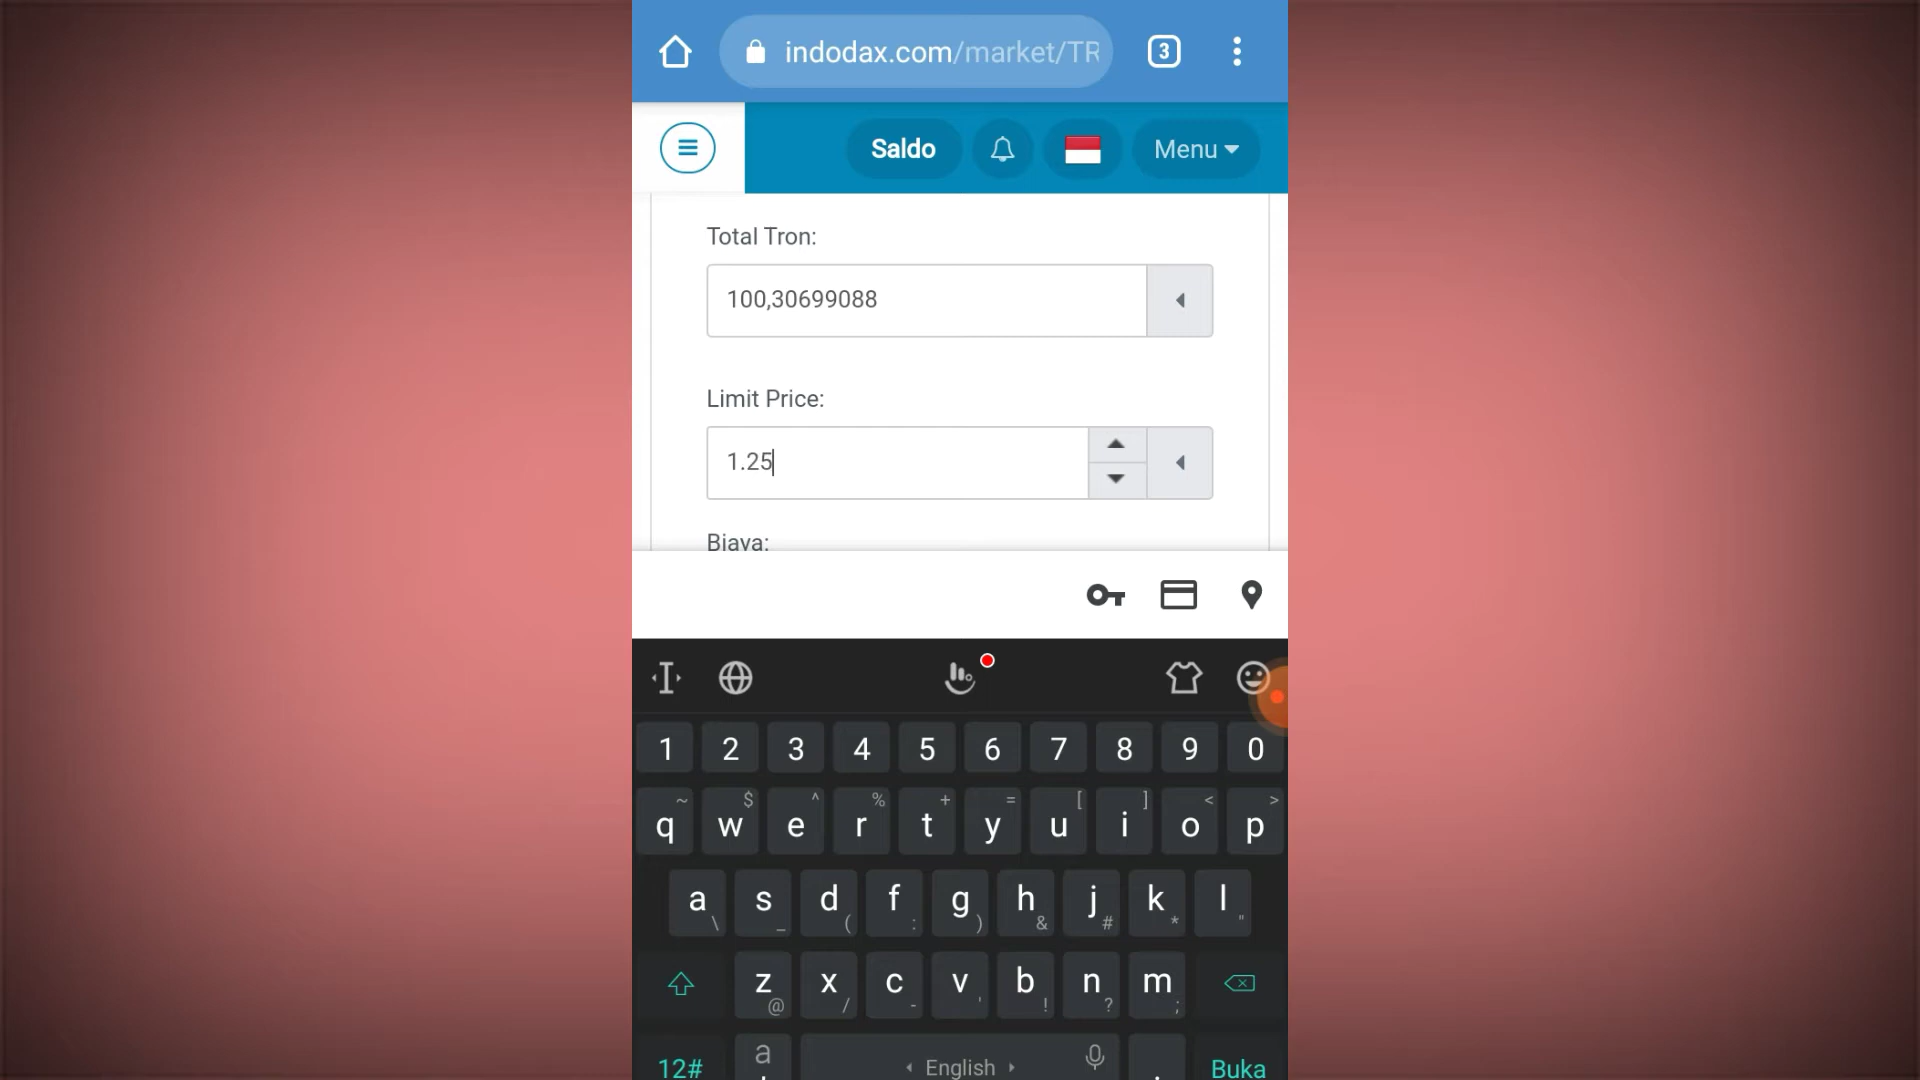 indodax.com/market/TR
3
Saldo
Menu
Total Tron:
100,30699088
Limit Price:
1.25
Biaya:
1 2 3 4 5 6 7 8 9 0
~ $ ^ % + = [ ] < >
q w e r t y u i o p
a s d f g h j k l
\ _ ( : ) & # * "
z x c v b n m
@ / - ' ! ? ;
12# a English . Buka